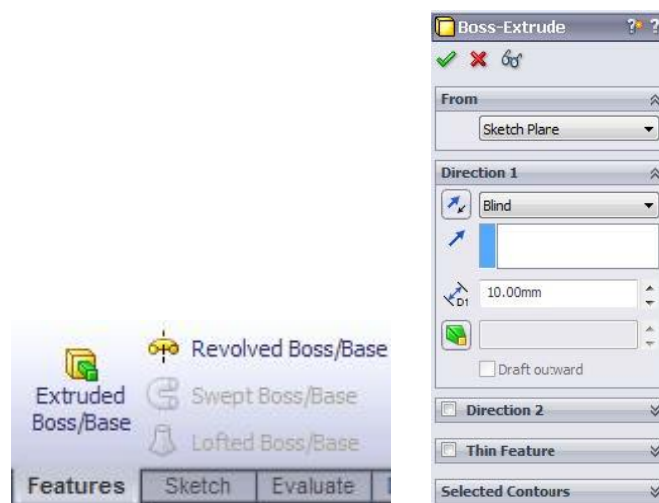 Extruded
Boss/Base
Revolved Boss/Base
Swept Boss/Base
Lofted Boss/Base
Features Sketch Evaluate
Boss-Extrude ? ?
From
Sketch Plane
Direction 1
Blind
D1 10.00mm
Draft outward
Direction 2
Thin Feature
Selected Contours